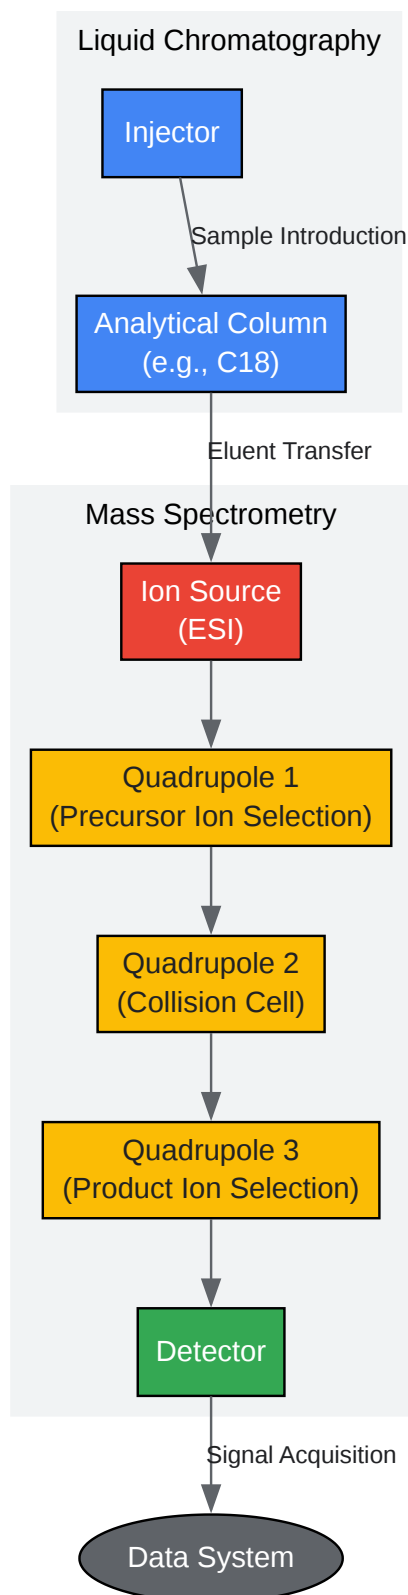 Liquid Chromatography
Injector
Sample Introduction
Analytical Column
(e.g., C18)
Eluent Transfer
Mass Spectrometry
Ion Source
(ESI)
Quadrupole 1
(Precursor Ion Selection)
Quadrupole 2
(Collision Cell)
Quadrupole 3
(Product Ion Selection)
Detector
Signal Acquisition
Data System